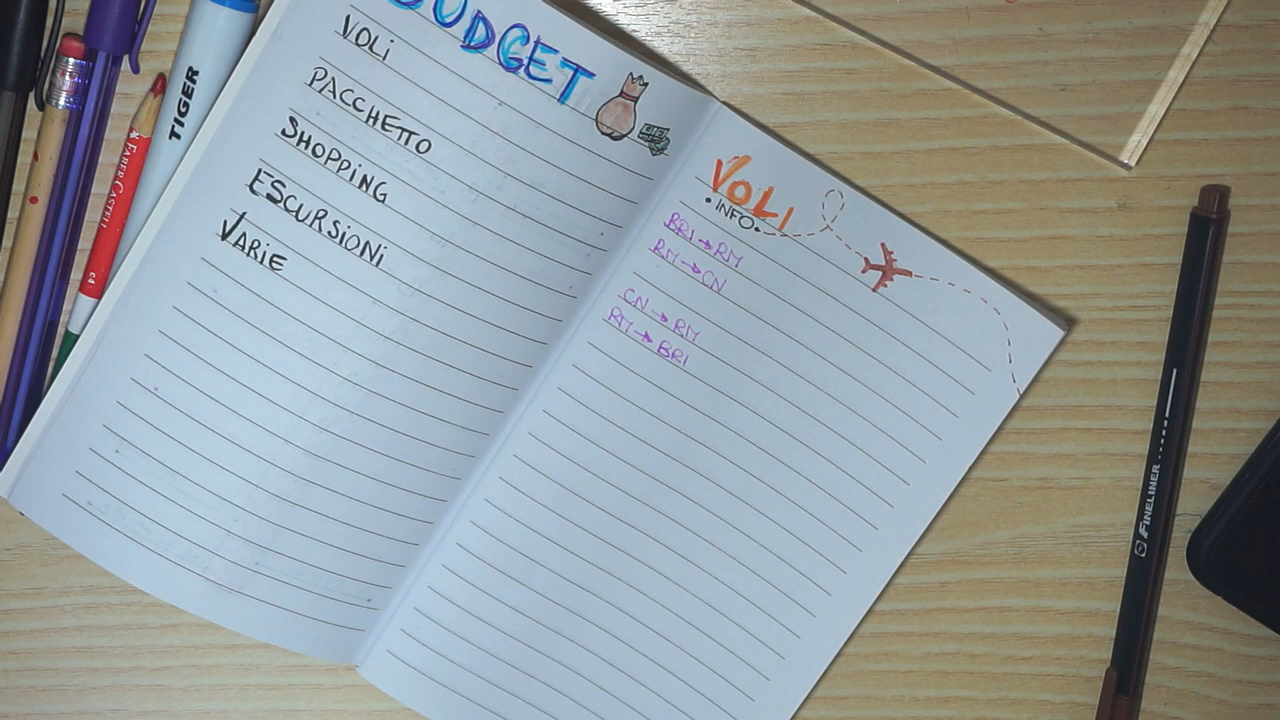 BUDGET
VOLi
PACCHETTO
SHOPPiNG
ESCURSiONi
VARiE
VOLI
• INFO •
BRI → RM
RM → CN
CN → RM
RM → BRI
TIGER
FABER-CASTELL
FINELINER